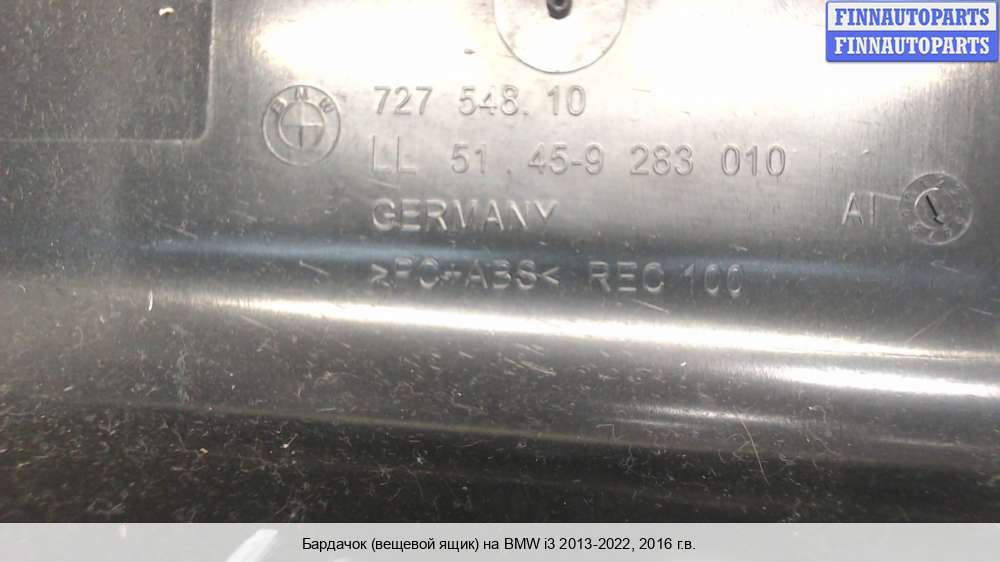 FINNAUTOPARTS
FINNAUTOPARTS
BMW
727 548.10
LL 51.45-9 283 010
GERMANY
AI
>PC+ABS< REC 100
Бардачок (вещевой ящик) на BMW i3 2013-2022, 2016 г.в.